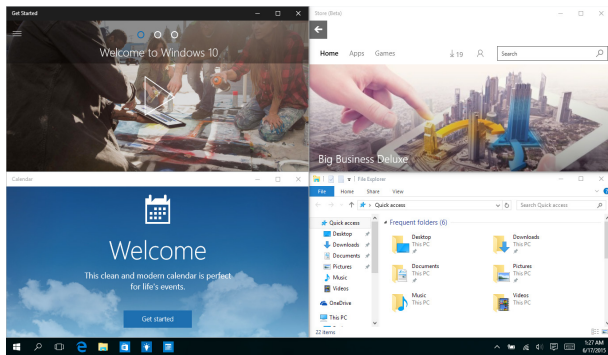 Get Started
Welcome to Windows 10
Store (Beta)
Home Apps Games
19
Search
Big Business Deluxe
Calendar
Welcome
This clean and modern calendar is perfect
for life's events.
Get started
File Explorer
File Home Share View
Quick access
Search Quick access
Quick access
Desktop
Downloads
Documents
Pictures
Music
Videos
OneDrive
This PC
Frequent folders (6)
Desktop
This PC
Downloads
This PC
Documents
This PC
Pictures
This PC
Music
This PC
Videos
This PC
22 items
1:27 AM
6/17/2015